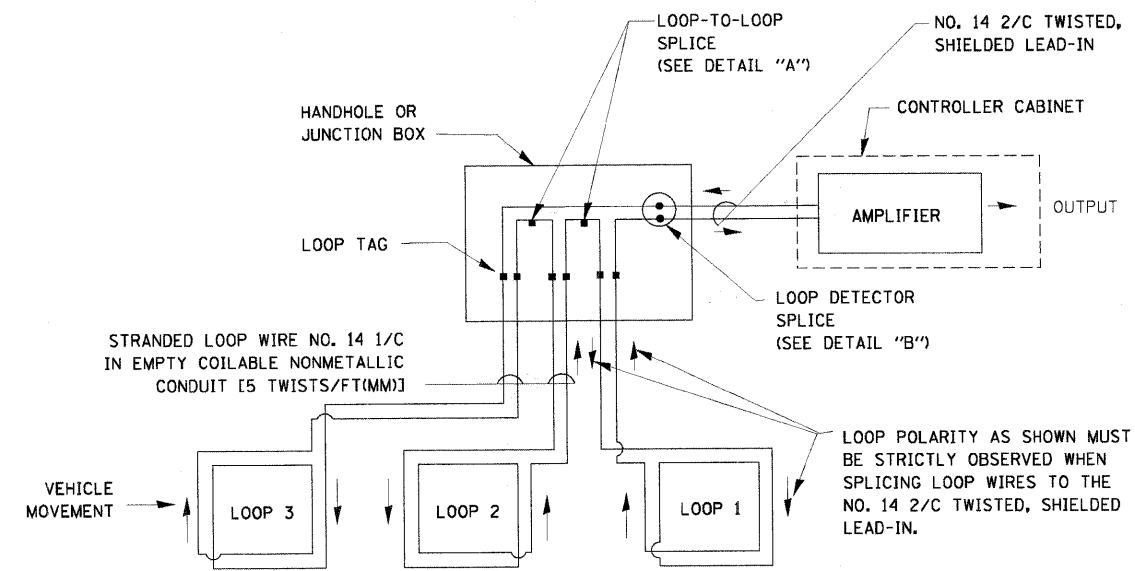 LOOP-TO-LOOP
SPLICE
(SEE DETAIL "A")
NO. 14 2/C TWISTED,
SHIELDED LEAD-IN
HANDHOLE OR
JUNCTION BOX
CONTROLLER CABINET
AMPLIFIER
OUTPUT
LOOP TAG
LOOP DETECTOR
SPLICE
(SEE DETAIL "B")
STRANDED LOOP WIRE NO. 14 1/C
IN EMPTY COILABLE NONMETALLIC
CONDUIT [5 TWISTS/FT(MM)]
LOOP POLARITY AS SHOWN MUST
BE STRICTLY OBSERVED WHEN
SPLICING LOOP WIRES TO THE
NO. 14 2/C TWISTED, SHIELDED
LEAD-IN.
VEHICLE
MOVEMENT
LOOP 3
LOOP 2
LOOP 1